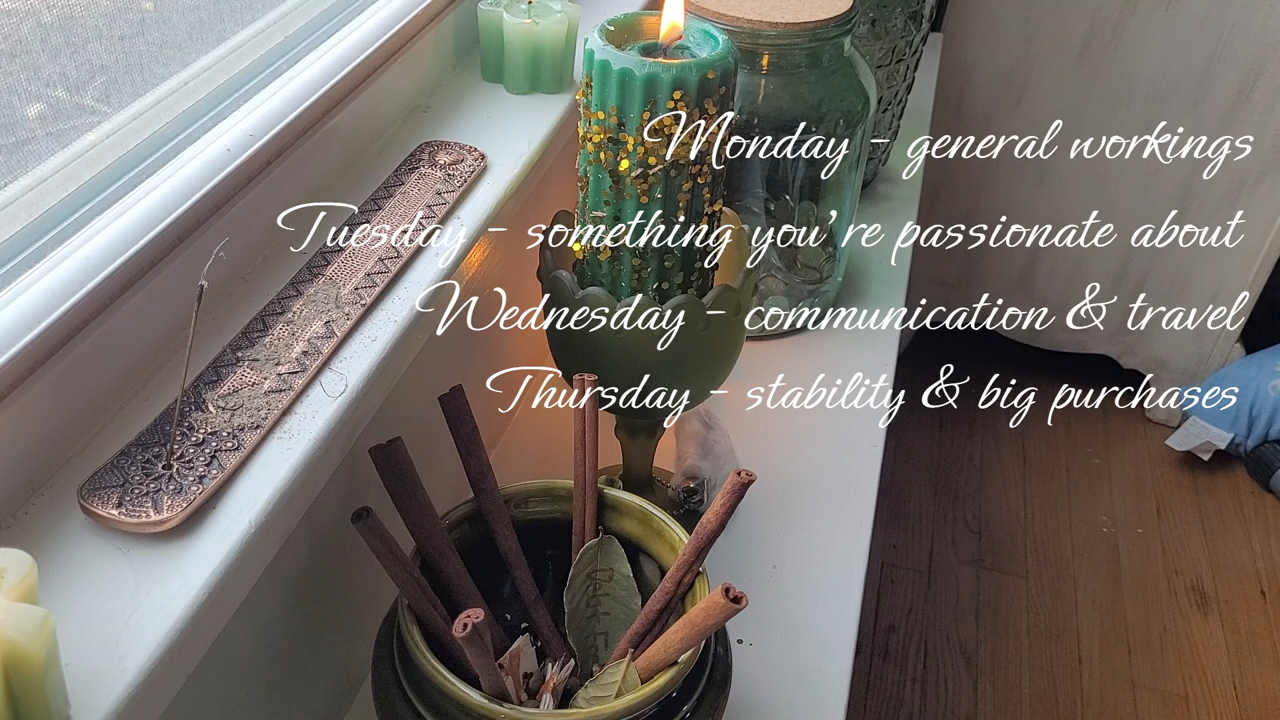 Monday - general workings
Tuesday - something you're passionate about
Wednesday - communication & travel
Thursday - stability & big purchases